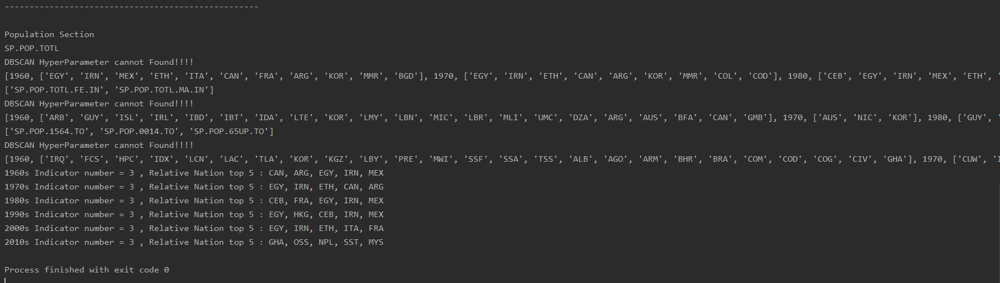 ---------------------------------------------------
Population Section
SP.POP.TOTL
DBSCAN HyperParameter cannot Found!!!!
[1960, ['EGY', 'IRN', 'MEX', 'ETH', 'ITA', 'CAN', 'FRA', 'ARG', 'KOR', 'MMR', 'BGD'], 1970, ['EGY', 'IRN', 'ETH', 'CAN', 'ARG', 'KOR', 'MMR', 'COL', 'COD'], 1980, ['CEB', 'EGY', 'IRN', 'MEX', 'ETH', '
['SP.POP.TOTL.FE.IN', 'SP.POP.TOTL.MA.IN']
DBSCAN HyperParameter cannot Found!!!!
[1960, ['ARB', 'GUY', 'ISL', 'IRL', 'IBD', 'IBT', 'IDA', 'LTE', 'KOR', 'LMY', 'LBN', 'MIC', 'LBR', 'MLI', 'UMC', 'DZA', 'ARG', 'AUS', 'BFA', 'CAN', 'GMB'], 1970, ['AUS', 'NIC', 'KOR'], 1980, ['GUY', '
['SP.POP.1564.TO', 'SP.POP.0014.TO', 'SP.POP.65UP.TO']
DBSCAN HyperParameter cannot Found!!!!
[1960, ['IRQ', 'FCS', 'HPC', 'IDX', 'LCN', 'LAC', 'TLA', 'KOR', 'KGZ', 'LBY', 'PRE', 'MWI', 'SSF', 'SSA', 'TSS', 'ALB', 'AGO', 'ARM', 'BHR', 'BRA', 'COM', 'COD', 'COG', 'CIV', 'GHA'], 1970, ['CUW', '
1960s Indicator number = 3 , Relative Nation top 5 : CAN, ARG, EGY, IRN, MEX
1970s Indicator number = 3 , Relative Nation top 5 : EGY, IRN, ETH, CAN, ARG
1980s Indicator number = 3 , Relative Nation top 5 : CEB, FRA, EGY, IRN, MEX
1990s Indicator number = 3 , Relative Nation top 5 : EGY, HKG, CEB, IRN, MEX
2000s Indicator number = 3 , Relative Nation top 5 : EGY, IRN, ETH, ITA, FRA
2010s Indicator number = 3 , Relative Nation top 5 : GHA, OSS, NPL, SST, MYS
Process finished with exit code 0